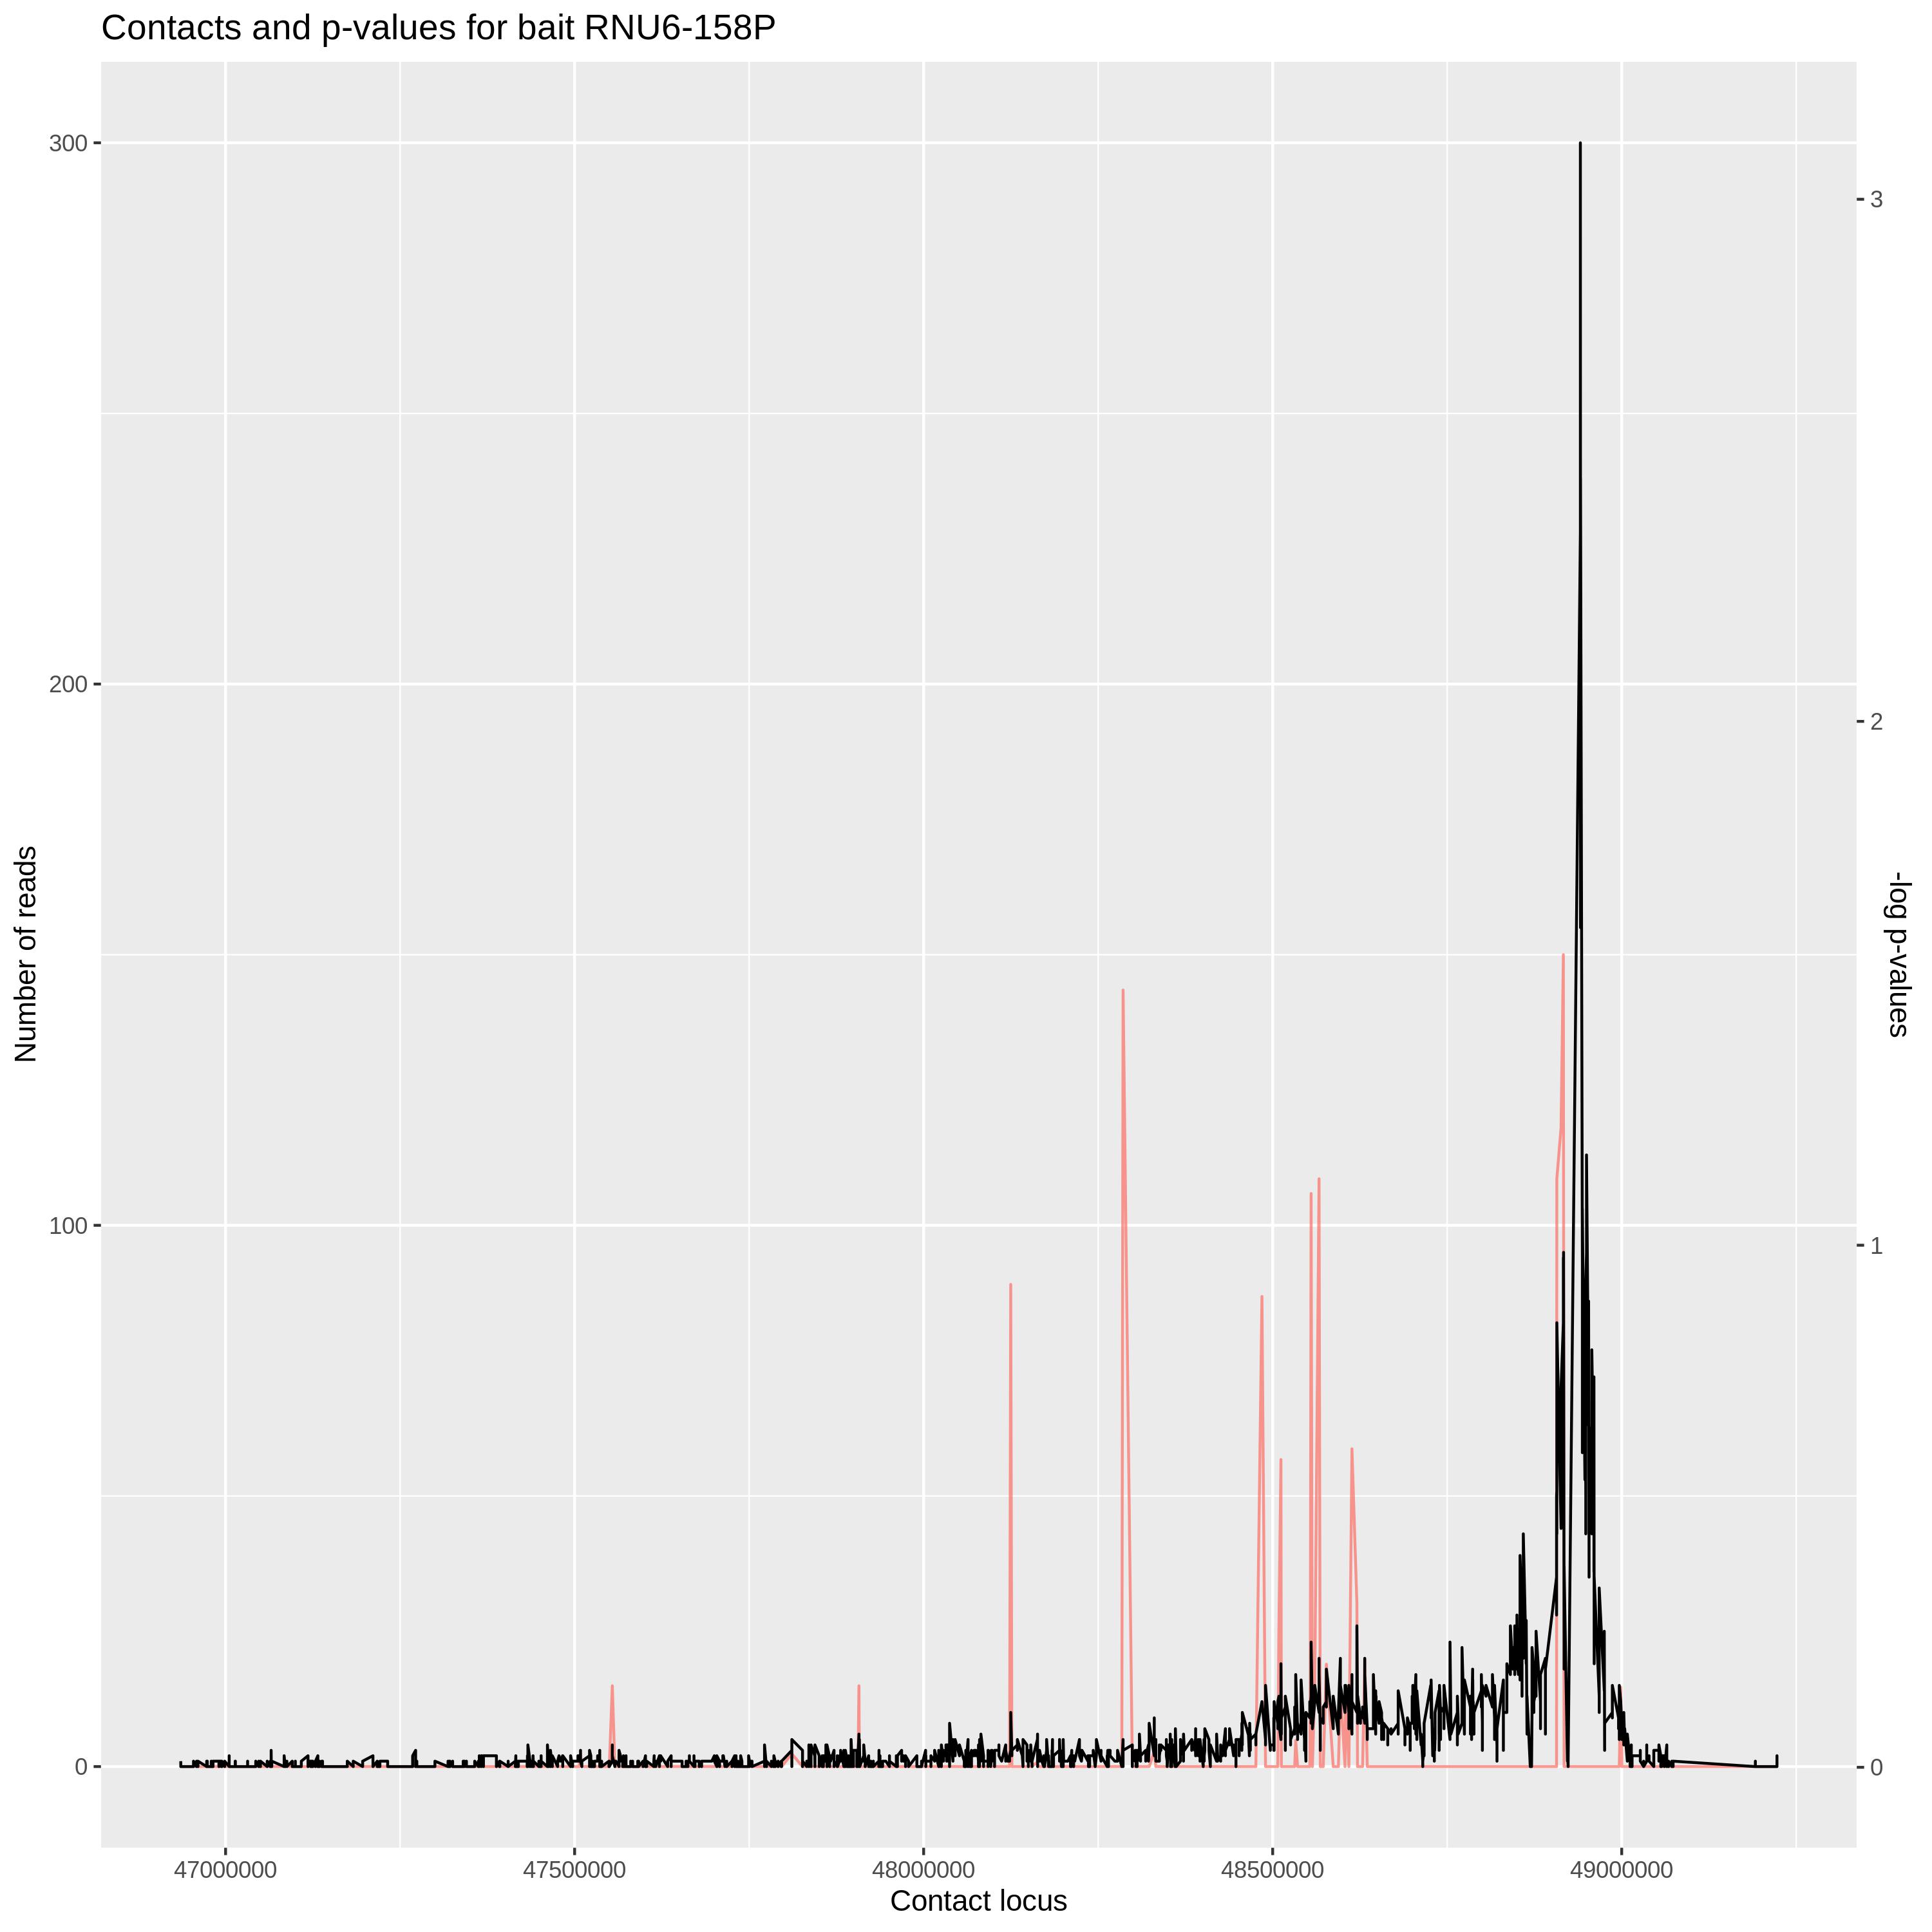 Contacts and p-values for bait RNU6-158P
300
200
100
0
Number of reads
3
2
1
0
-log p-values
47000000 47500000 48000000 48500000 49000000
Contact locus